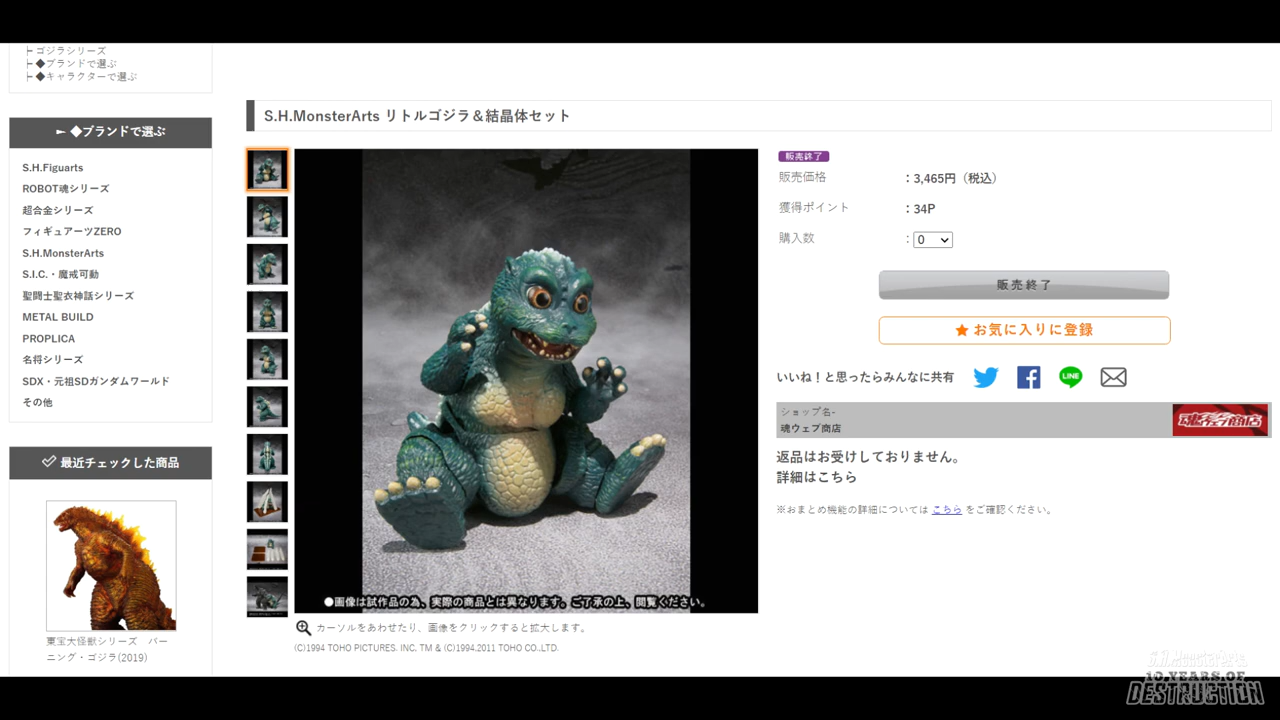 ├ ゴジラシリーズ
├ ◆ブランドで選ぶ
├ ◆キャラクターで選ぶ
◆ブランドで選ぶ
S.H.Figuarts
ROBOT魂シリーズ
超合金シリーズ
フィギュアーツZERO
S.H.MonsterArts
S.I.C.・魔戒可動
聖闘士聖衣神話シリーズ
METAL BUILD
PROPLICA
名将シリーズ
SDX・元祖SDガンダムワールド
その他
最近チェックした商品
東宝大怪獣シリーズ　バー
ニング・ゴジラ(2019)
S.H.MonsterArts リトルゴジラ＆結晶体セット
●画像は試作品の為、実際の商品とは異なります。ご了承の上、閲覧ください。
カーソルをあわせたり、画像をクリックすると拡大します。
(C)1994 TOHO PICTURES. INC, TM & (C)1994.2011 TOHO CO.,LTD.
販売終了
販売価格 ：3,465円（税込）
獲得ポイント ：34P
購入数 ：0
販売終了
★お気に入りに登録
いいね！と思ったらみんなに共有
LINE
ショップ名-
魂ウェブ商店
魂ウェブ商店
返品はお受けしておりません。
詳細はこちら
※おまとめ機能の詳細については こちら をご確認ください。
S.H.MonsterArts
10 YEARS OF
DESTRUCTION